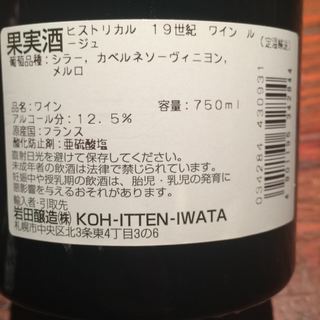 果実酒 ヒストリカル 19世紀 ワイン ル
ージュ (定温輸送)
葡萄品種：シラー，カベルネソーヴィニヨン，
メルロ
品名：ワイン 容量：750ml
アルコール分：12.5%
原産国：フランス
酸化防止剤：亜硫酸塩
直射日光を避けて保存してください。
未成年者の飲酒は法律で禁じられています。
妊娠中や授乳期の飲酒は、胎児・乳児の発育に
悪影響を与えるおそれがあります。
輸入者・引取先
岩田醸造㈱ KOH-ITTEN-IWATA
札幌市中央区北3条東4丁目3の6
034284 430931